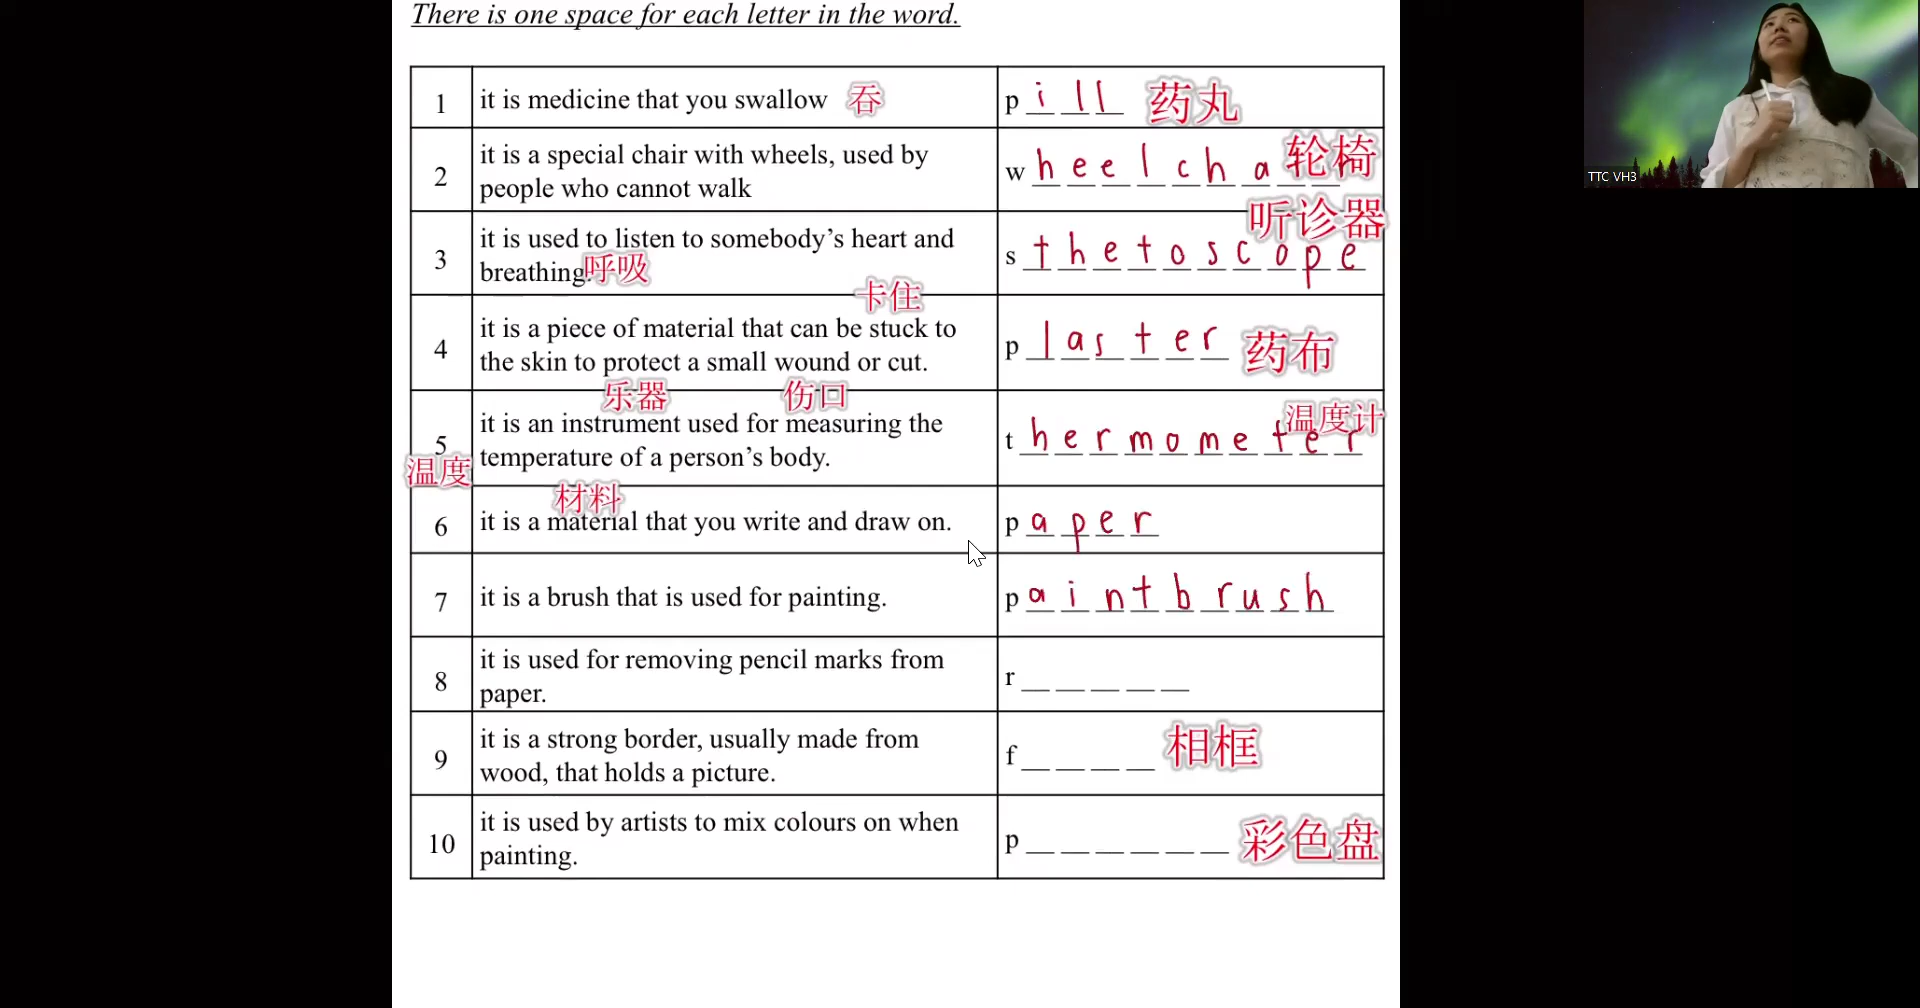 There is one space for each letter in the word.
1 it is medicine that you swallow 吞 pill 药丸
2 it is a special chair with wheels, used by wheelcha 轮椅
people who cannot walk
听诊器
3 it is used to listen to somebody's heart and sthetoscope
breathing. 呼吸
卡住
4 it is a piece of material that can be stuck to plaster 药布
the skin to protect a small wound or cut.
乐器 伤口
温度计
5 it is an instrument used for measuring the thermometer
温度 temperature of a person's body.
材料
6 it is a material that you write and draw on. paper
7 it is a brush that is used for painting. paintbrush
8 it is used for removing pencil marks from r _ _ _ _ _
paper.
9 it is a strong border, usually made from f _ _ _ _ 相框
wood, that holds a picture.
10 it is used by artists to mix colours on when p _ _ _ _ _ _ 彩色盘
painting.
TTC VH3